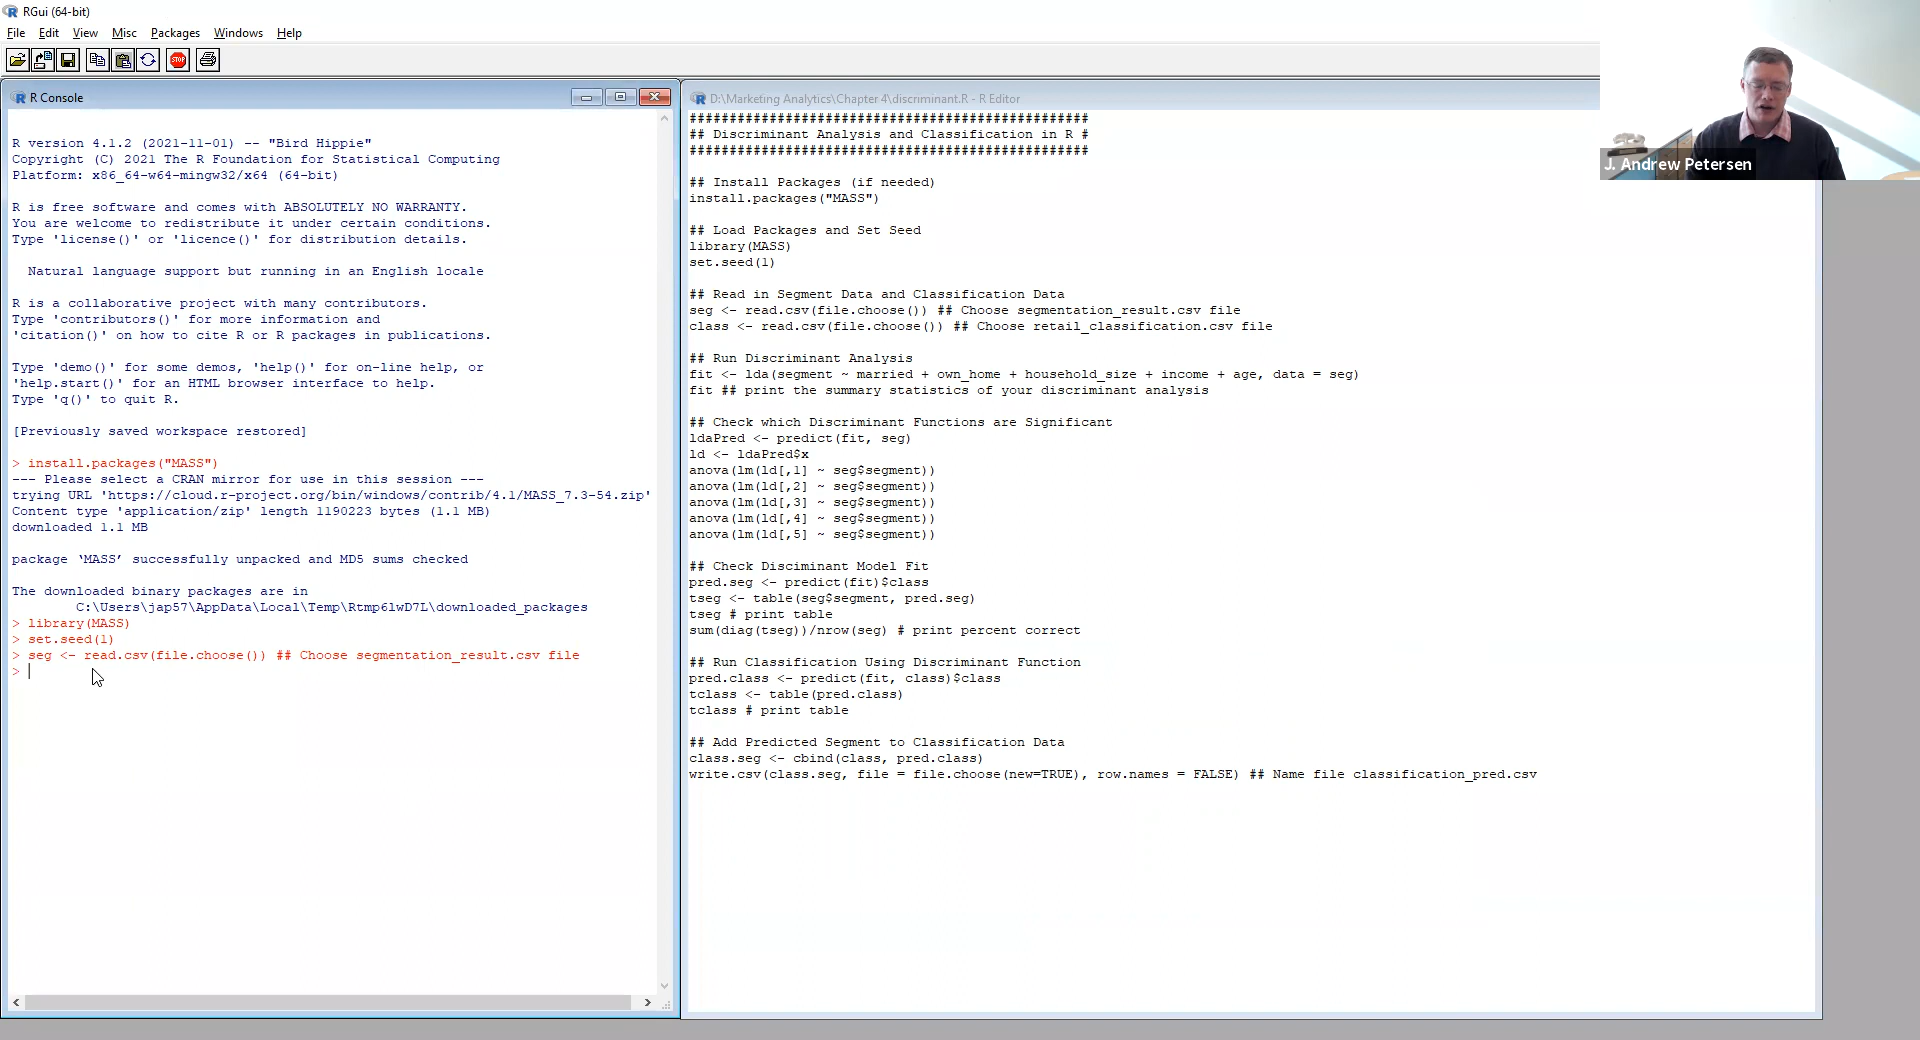 RGui (64-bit)
File Edit View Misc Packages Windows Help
STOP
R Console
R version 4.1.2 (2021-11-01) -- "Bird Hippie"
Copyright (C) 2021 The R Foundation for Statistical Computing
Platform: x86_64-w64-mingw32/x64 (64-bit)
R is free software and comes with ABSOLUTELY NO WARRANTY.
You are welcome to redistribute it under certain conditions.
Type 'license()' or 'licence()' for distribution details.
Natural language support but running in an English locale
R is a collaborative project with many contributors.
Type 'contributors()' for more information and
'citation()' on how to cite R or R packages in publications.
Type 'demo()' for some demos, 'help()' for on-line help, or
'help.start()' for an HTML browser interface to help.
Type 'q()' to quit R.
[Previously saved workspace restored]
> install.packages("MASS")
--- Please select a CRAN mirror for use in this session ---
trying URL 'https://cloud.r-project.org/bin/windows/contrib/4.1/MASS_7.3-54.zip'
Content type 'application/zip' length 1190223 bytes (1.1 MB)
downloaded 1.1 MB
package ‘MASS’ successfully unpacked and MD5 sums checked
The downloaded binary packages are in
C:\Users\jap57\AppData\Local\Temp\Rtmp6lwD7L\downloaded_packages
> library(MASS)
> set.seed(1)
> seg <- read.csv(file.choose()) ## Choose segmentation_result.csv file
>
D:\Marketing Analytics\Chapter 4\discriminant.R - R Editor
##################################################
## Discriminant Analysis and Classification in R #
##################################################
## Install Packages (if needed)
install.packages("MASS")
## Load Packages and Set Seed
library(MASS)
set.seed(1)
## Read in Segment Data and Classification Data
seg <- read.csv(file.choose()) ## Choose segmentation_result.csv file
class <- read.csv(file.choose()) ## Choose retail_classification.csv file
## Run Discriminant Analysis
fit <- lda(segment ~ married + own_home + household_size + income + age, data = seg)
fit ## print the summary statistics of your discriminant analysis
## Check which Discriminant Functions are Significant
ldaPred <- predict(fit, seg)
ld <- ldaPred$x
anova(lm(ld[,1] ~ seg$segment))
anova(lm(ld[,2] ~ seg$segment))
anova(lm(ld[,3] ~ seg$segment))
anova(lm(ld[,4] ~ seg$segment))
anova(lm(ld[,5] ~ seg$segment))
## Check Disciminant Model Fit
pred.seg <- predict(fit)$class
tseg <- table(seg$segment, pred.seg)
tseg # print table
sum(diag(tseg))/nrow(seg) # print percent correct
## Run Classification Using Discriminant Function
pred.class <- predict(fit, class)$class
tclass <- table(pred.class)
tclass # print table
## Add Predicted Segment to Classification Data
class.seg <- cbind(class, pred.class)
write.csv(class.seg, file = file.choose(new=TRUE), row.names = FALSE) ## Name file classification_pred.csv
J. Andrew Petersen